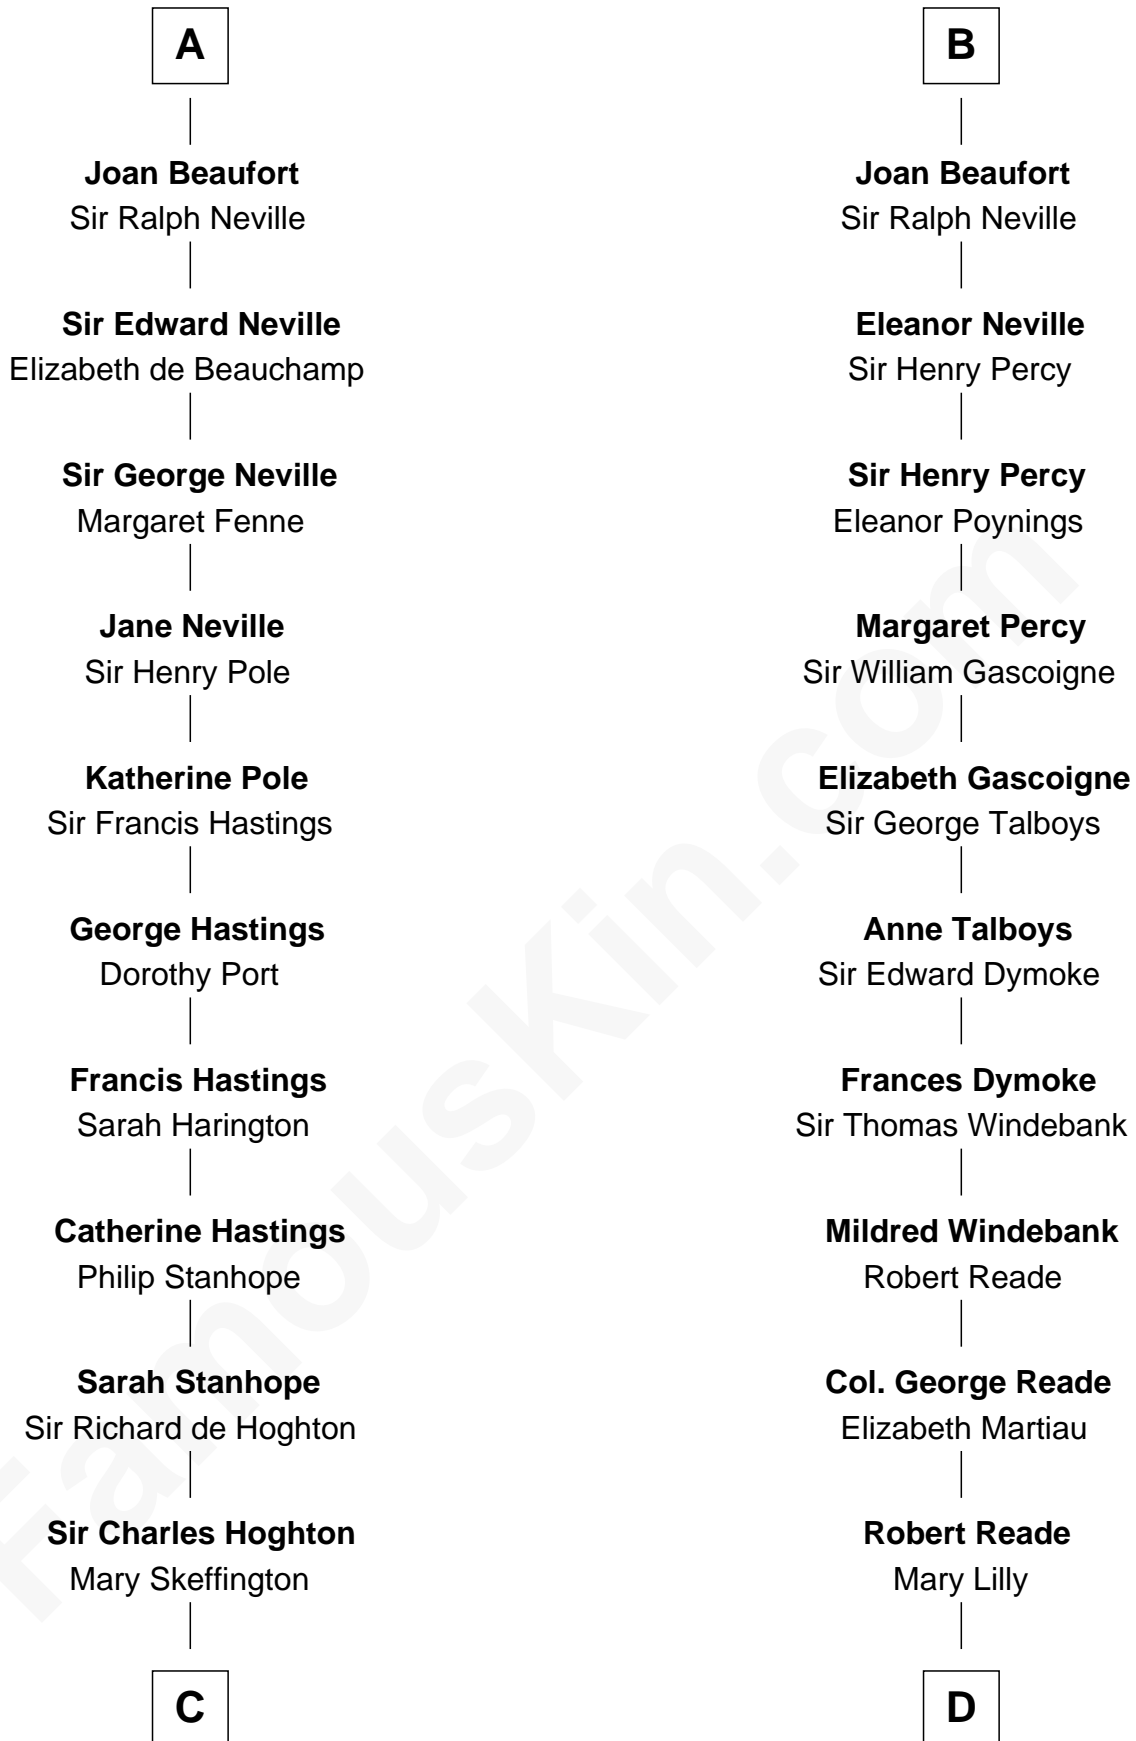 A
Joan Beaufort
Sir Ralph Neville
Sir Edward Neville
Elizabeth de Beauchamp
Sir George Neville
Margaret Fenne
Jane Neville
Sir Henry Pole
Katherine Pole
Sir Francis Hastings
George Hastings
Dorothy Port
Francis Hastings
Sarah Harington
Catherine Hastings
Philip Stanhope
Sarah Stanhope
Sir Richard de Hoghton
Sir Charles Hoghton
Mary Skeffington
C
B
Joan Beaufort
Sir Ralph Neville
Eleanor Neville
Sir Henry Percy
Sir Henry Percy
Eleanor Poynings
Margaret Percy
Sir William Gascoigne
Elizabeth Gascoigne
Sir George Talboys
Anne Talboys
Sir Edward Dymoke
Frances Dymoke
Sir Thomas Windebank
Mildred Windebank
Robert Reade
Col. George Reade
Elizabeth Martiau
Robert Reade
Mary Lilly
D
FamousKin.com